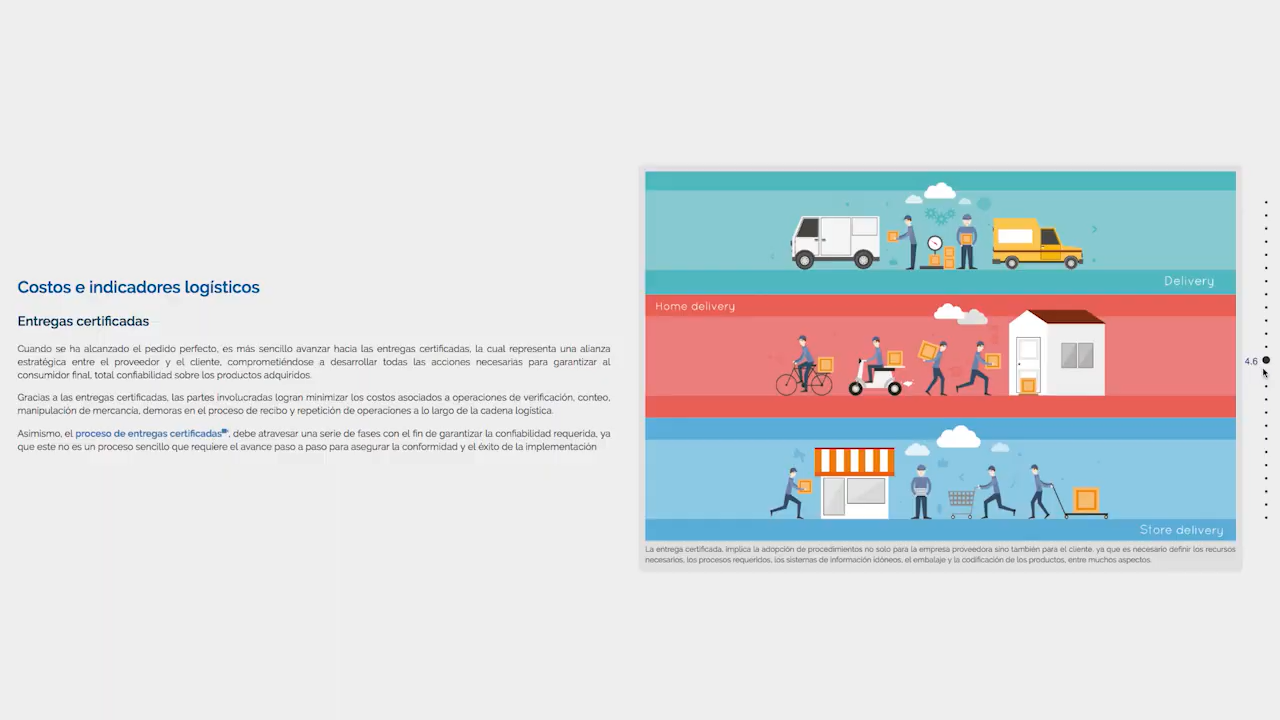 Costos e indicadores logísticos
Entregas certificadas
Cuando se ha alcanzado el pedido perfecto, es más sencillo avanzar hacia las entregas certificadas, la cual representa una alianza
estratégica entre el proveedor y el cliente, comprometiéndose a desarrollar todas las acciones necesarias para garantizar al
consumidor final, total confiabilidad sobre los productos adquiridos.
Gracias a las entregas certificadas, las partes involucradas logran minimizar los costos asociados a operaciones de verificación, conteo,
manipulación de mercancía, demoras en el proceso de recibo y repetición de operaciones a lo largo de la cadena logística.
Asimismo, el proceso de entregas certificadas, debe atravesar una serie de fases con el fin de garantizar la confiabilidad requerida, ya
que este no es un proceso sencillo que requiere el avance paso a paso para asegurar la conformidad y el éxito de la implementación
Delivery
Home delivery
Store delivery
La entrega certificada, implica la adopción de procedimientos no solo para la empresa proveedora sino también para el cliente, ya que es necesario definir los recursos
necesarios, los procesos requeridos, los sistemas de información idóneos, el embalaje y la codificación de los productos, entre muchos aspectos.
4.6